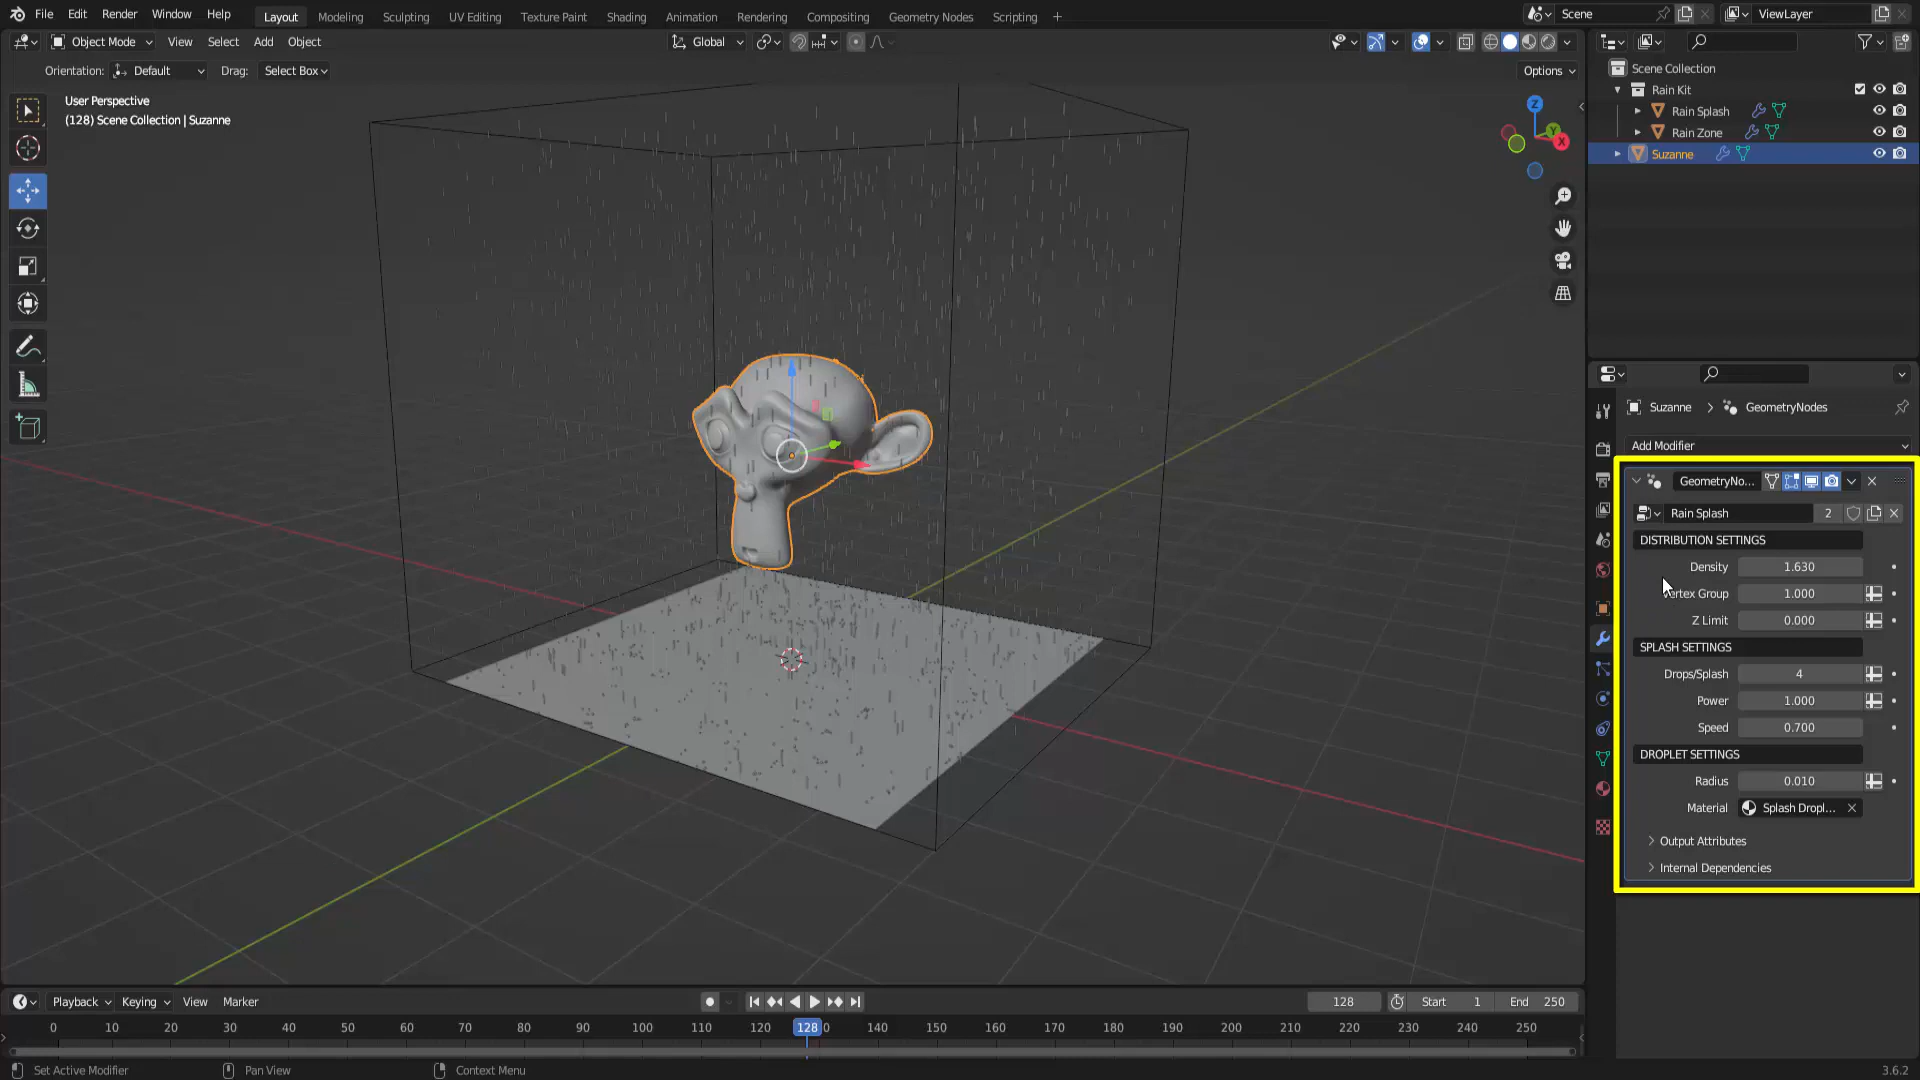 File Edit Render Window Help Layout Modeling Sculpting UV Editing Texture Paint Shading Animation Rendering Compositing Geometry Nodes Scripting + Scene ViewLayer
Object Mode View Select Add Object Global
Orientation: Default Drag: Select Box Options
User Perspective
(128) Scene Collection | Suzanne
Z
Y
X
Scene Collection
Rain Kit
Rain Splash
Rain Zone
Suzanne
Suzanne > GeometryNodes
Add Modifier
GeometryNo...
Rain Splash 2
DISTRIBUTION SETTINGS
Density 1.630
ertex Group 1.000
Z Limit 0.000
SPLASH SETTINGS
Drops/Splash 4
Power 1.000
Speed 0.700
DROPLET SETTINGS
Radius 0.010
Material Splash Dropl...
Output Attributes
Internal Dependencies
Playback Keying View Marker 128 Start 1 End 250
0 10 20 30 40 50 60 70 80 90 100 110 120 128 0 140 150 160 170 180 190 200 210 220 230 240 250
Set Active Modifier Pan View Context Menu 3.6.2